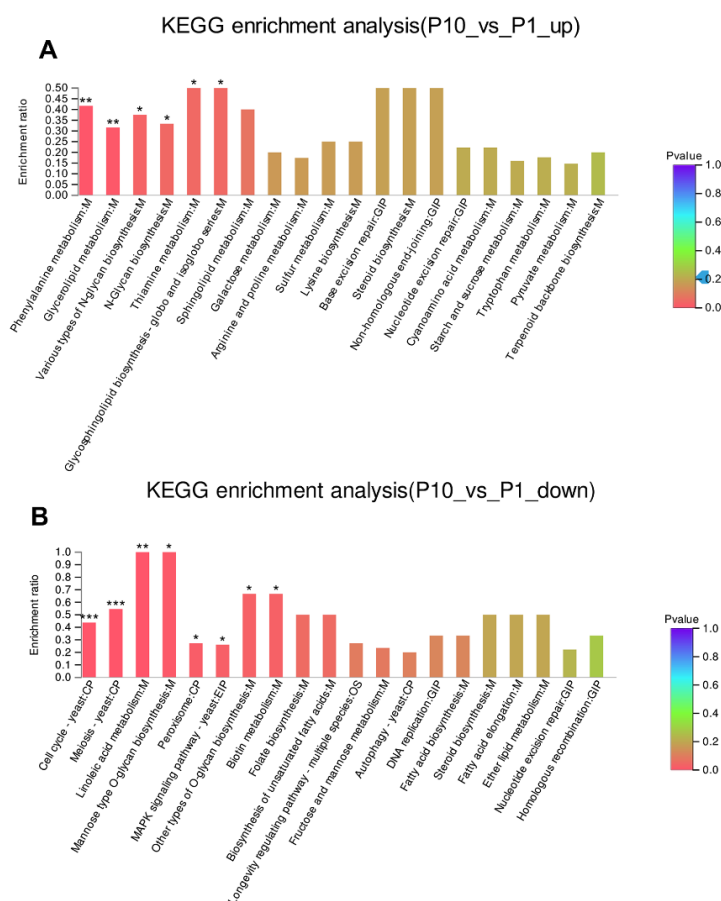 KEGG enrichment analysis(P10_vs_P1_up)
A
Enrichment ratio
0.50
0.45
0.40
0.35
0.30
0.25
0.20
0.15
0.10
0.05
0.00
** ** * * * *
Phenylalanine metabolism:M
Glycerolipid metabolism:M
Various types of N-glycan biosynthesis:M
N-Glycan biosynthesis:M
Thiamine metabolism:M
Glycosphingolipid biosynthesis - globo and isoglobo series:M
Sphingolipid metabolism:M
Galactose metabolism:M
Arginine and proline metabolism:M
Sulfur metabolism:M
Lysine biosynthesis:M
Base excision repair:GIP
Steroid biosynthesis:M
Non-homologous end-joining:GIP
Nucleotide excision repair:GIP
Cyanoamino acid metabolism:M
Starch and sucrose metabolism:M
Tryptophan metabolism:M
Pyruvate metabolism:M
Terpenoid backbone biosynthesis:M
Pvalue
1.0
0.8
0.6
0.4
0.2
0.0
KEGG enrichment analysis(P10_vs_P1_down)
B
Enrichment ratio
1.0
0.9
0.8
0.7
0.6
0.5
0.4
0.3
0.2
0.1
0.0
*** *** ** * * * * *
Cell cycle - yeast:CP
Meiosis - yeast:CP
Linoleic acid metabolism:M
Mannose type O-glycan biosynthesis:M
Peroxisome:CP
MAPK signaling pathway - yeast:EIP
Other types of O-glycan biosynthesis:M
Biotin metabolism:M
Folate biosynthesis:M
Biosynthesis of unsaturated fatty acids:M
Longevity regulating pathway - multiple species:OS
Fructose and mannose metabolism:M
Autophagy - yeast:CP
DNA replication:GIP
Fatty acid biosynthesis:M
Steroid biosynthesis:M
Fatty acid elongation:M
Ether lipid metabolism:M
Nucleotide excision repair:GIP
Homologous recombination:GIP
Pvalue
1.0
0.8
0.6
0.4
0.2
0.0